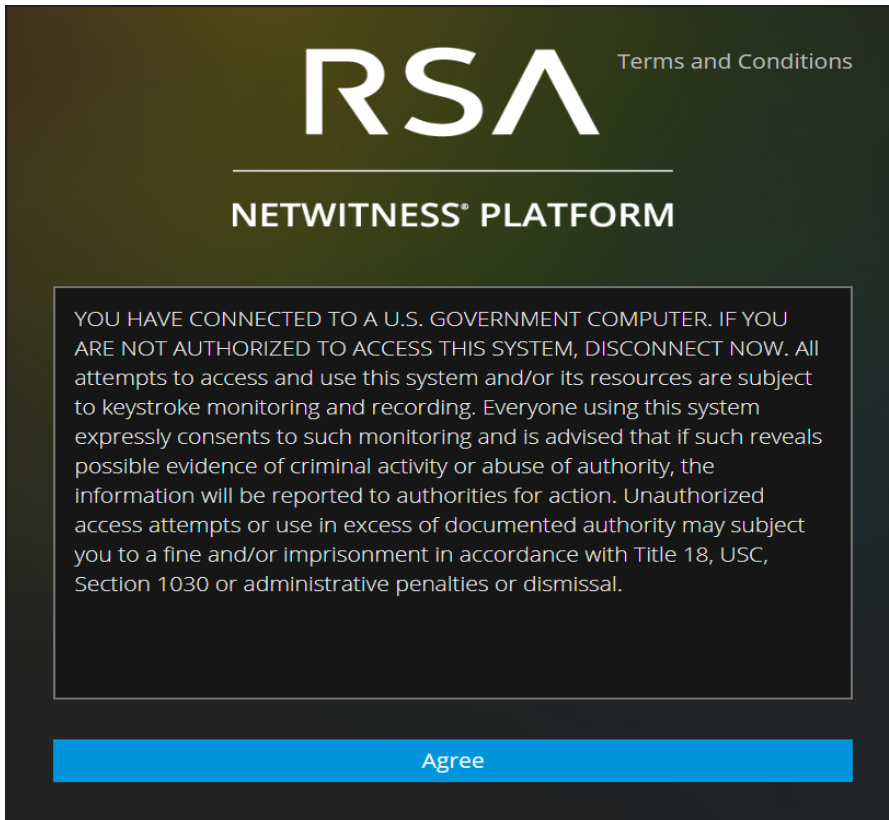 RSA
Terms and Conditions
NETWITNESS® PLATFORM
YOU HAVE CONNECTED TO A U.S. GOVERNMENT COMPUTER. IF YOU
ARE NOT AUTHORIZED TO ACCESS THIS SYSTEM, DISCONNECT NOW. All
attempts to access and use this system and/or its resources are subject
to keystroke monitoring and recording. Everyone using this system
expressly consents to such monitoring and is advised that if such reveals
possible evidence of criminal activity or abuse of authority, the
information will be reported to authorities for action. Unauthorized
access attempts or use in excess of documented authority may subject
you to a fine and/or imprisonment in accordance with Title 18, USC,
Section 1030 or administrative penalties or dismissal.
Agree